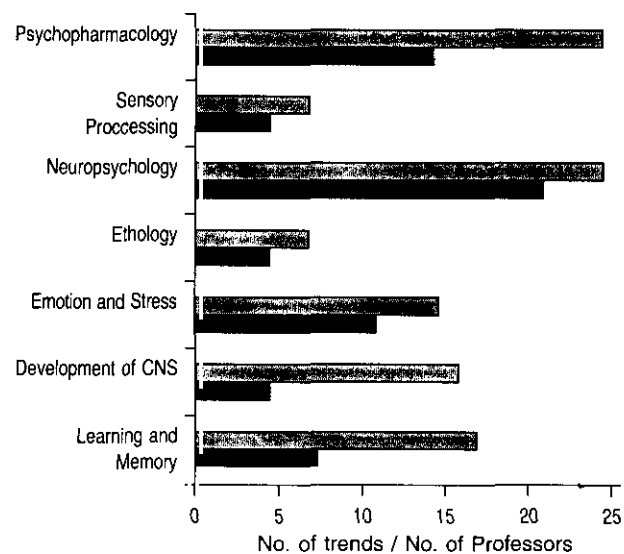 Psychopharmacology
Sensory
Proccessing
Neuropsychology
Ethology
Emotion and Stress
Development of CNS
Learning and
Memory
0 5 10 15 20 25
No. of trends / No. of Professors